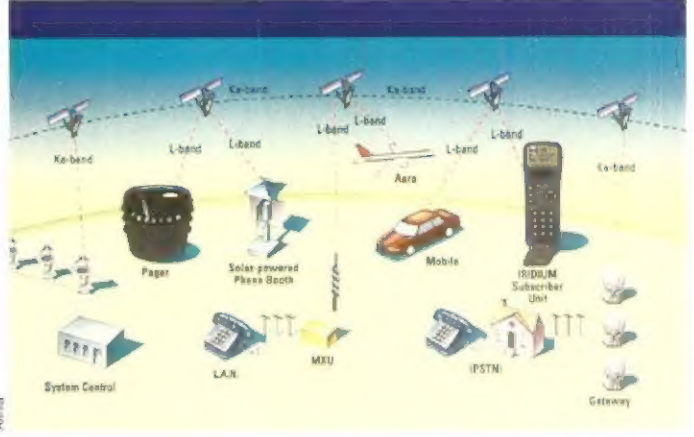 Ka-band
Ka-band
L-band
L-band
L-band
L-band
L-band
L-band
Ka-band
Ka-band
Aero
Pager
Solar-powered
Phone Booth
Mobile
IRIDIUM
Subscriber
Unit
L.A.N.
MXU
(PSTN)
System Control
Gateway